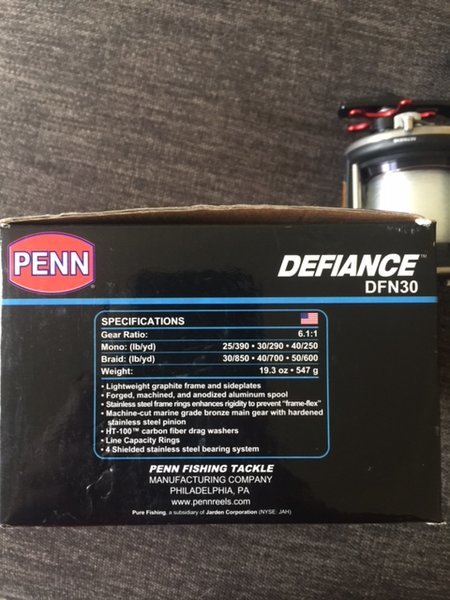 PENN
DEFIANCE™
DFN30
SPECIFICATIONS
Gear Ratio: 6.1:1
Mono: (lb/yd) 25/390 • 30/290 • 40/250
Braid: (lb/yd) 30/850 • 40/700 • 50/600
Weight: 19.3 oz • 547 g
• Lightweight graphite frame and sideplates
• Forged, machined, and anodized aluminum spool
• Stainless steel frame rings enhances rigidity to prevent “frame-flex”
• Machine-cut marine grade bronze main gear with hardened
stainless steel pinion
• HT-100™ carbon fiber drag washers
• Line Capacity Rings
• 4 Shielded stainless steel bearing system
PENN FISHING TACKLE
MANUFACTURING COMPANY
PHILADELPHIA, PA
www.pennreels.com
Pure Fishing, a subsidiary of Jarden Corporation (NYSE: JAH)